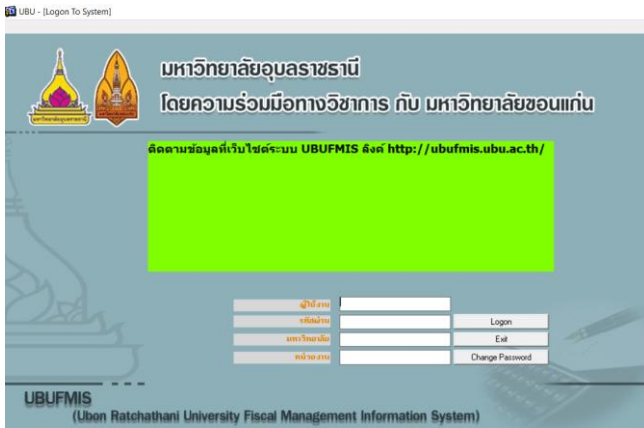 UBU - [Logon To System]
มหาวิทยาลัยอุบลราชธานี
โดยความร่วมมือทางวิชาการ กับ มหาวิทยาลัยขอนแก่น
ติดตามข้อมูลที่เว็บไซต์ระบบ UBUFMIS ลิงค์ http://ubufmis.ubu.ac.th/
ผู้ใช้งาน
รหัสผ่าน Logon
มหาวิทยาลัย Exit
หน่วยงาน Change Password
UBUFMIS
(Ubon Ratchathani University Fiscal Management Information System)